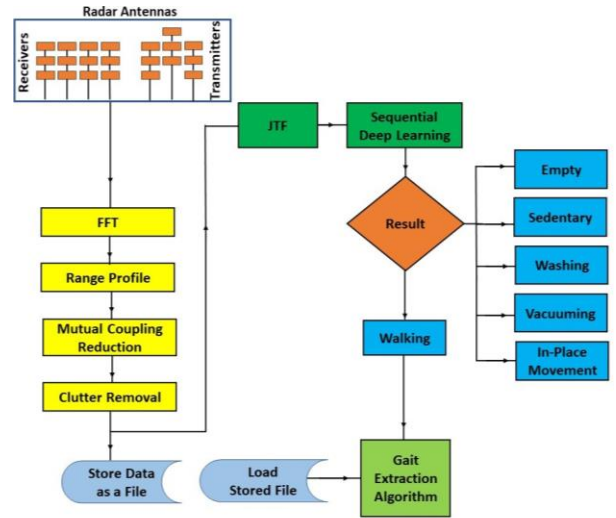 Radar Antennas
Receivers
Transmitters
FFT
Range Profile
Mutual Coupling
Reduction
Clutter Removal
Store Data
as a File
JTF
Sequential
Deep Learning
Result
Walking
Load
Stored File
Gait
Extraction
Algorithm
Empty
Sedentary
Washing
Vacuuming
In-Place
Movement